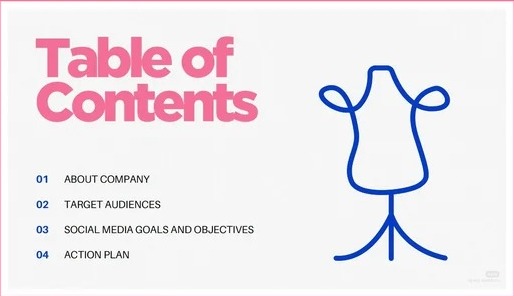 Table of
Contents
01 ABOUT COMPANY
02 TARGET AUDIENCES
03 SOCIAL MEDIA GOALS AND OBJECTIVES
04 ACTION PLAN